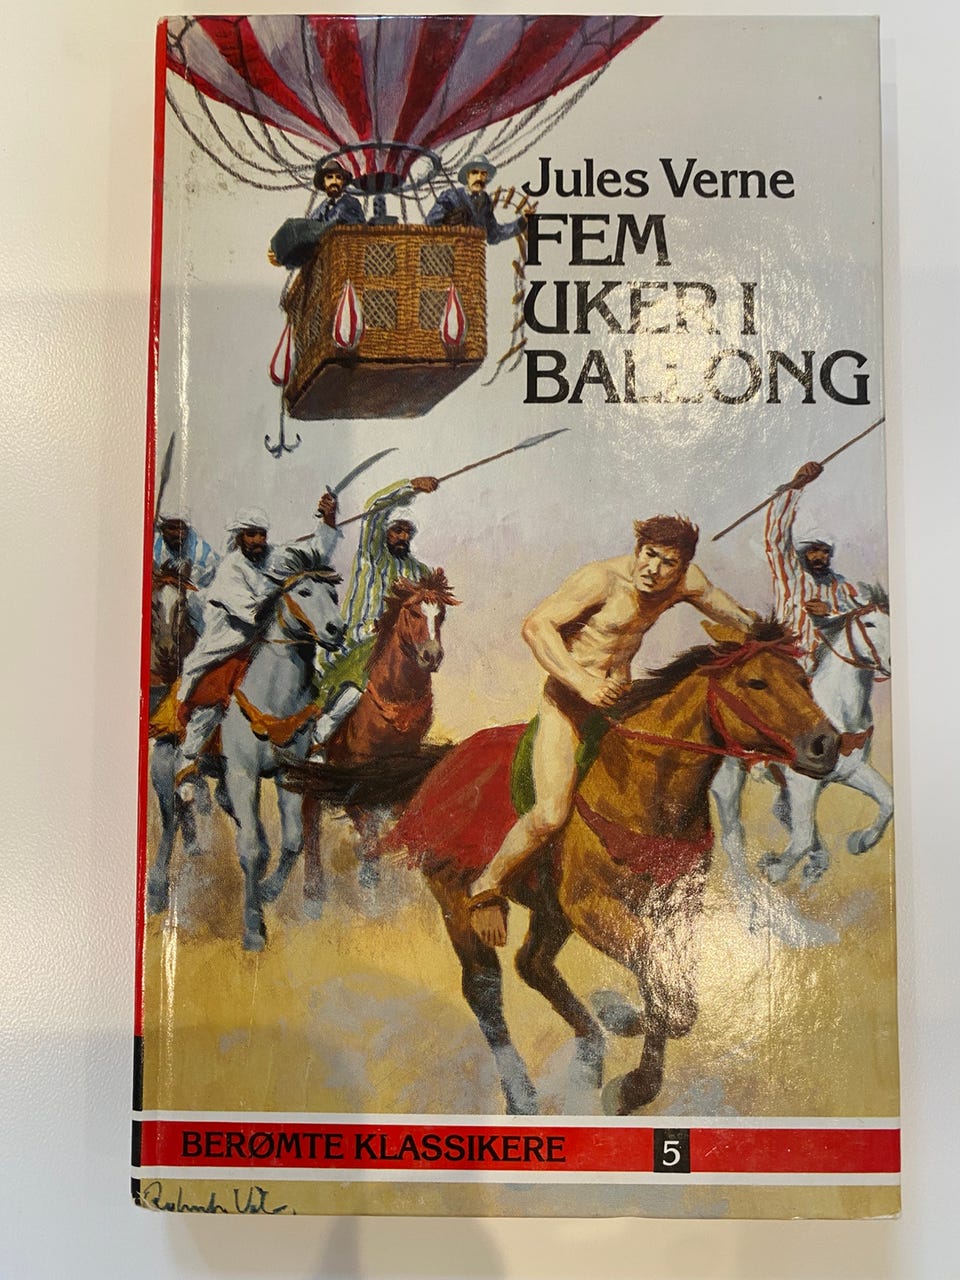 Jules Verne
FEM
UKER I
BALLONG
BERØMTE KLASSIKERE 5